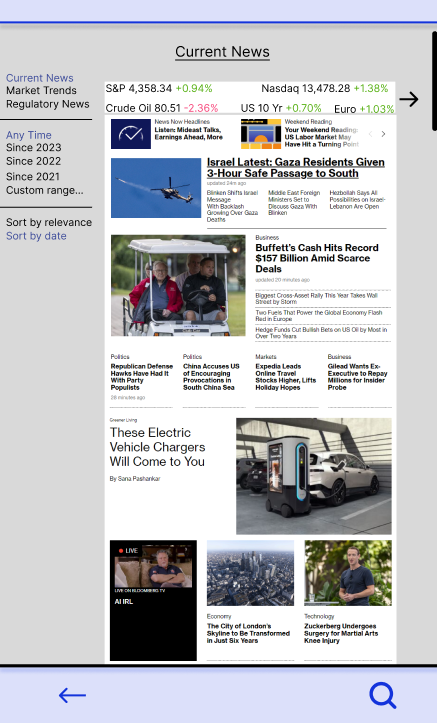 Current News
Current News
Market Trends
Regulatory News
Any Time
Since 2023
Since 2022
Since 2021
Custom range...
Sort by relevance
Sort by date
S&P 4,358.34 +0.94%
Nasdaq 13,478.28 +1.38%
Crude Oil 80.51 -2.36%
US 10 Yr +0.70%
Euro +1.03%
News Now Headlines
Listen: Mideast Talks,
Earnings Ahead, More
Weekend Reading
Your Weekend Reading:
US Labor Market May
Have Hit a Turning Point
Israel Latest: Gaza Residents Given
3-Hour Safe Passage to South
updated 24m ago
Blinken Shifts Israel
Message
With Backlash
Growing Over Gaza
Deaths
Middle East Foreign
Ministers Set to
Discuss Gaza With
Blinken
Hezbollah Says All
Possibilities on Israel-
Lebanon Are Open
Business
Buffett's Cash Hits Record
$157 Billion Amid Scarce
Deals
updated 20 minutes ago
Biggest Cross-Asset Rally This Year Takes Wall
Street by Storm
Two Fuels That Power the Global Economy Flash
Red in Europe
Hedge Funds Cut Bullish Bets on US Oil by Most in
Over Two Years
Politics
Republican Defense
Hawks Have Had It
With Party
Populists
28 minutes ago
Politics
China Accuses US
of Encouraging
Provocations in
South China Sea
Markets
Expedia Leads
Online Travel
Stocks Higher, Lifts
Holiday Hopes
Business
Gilead Wants Ex-
Executive to Repay
Millions for Insider
Probe
Greener Living
These Electric
Vehicle Chargers
Will Come to You
By Sana Pashankar
LIVE
LIVE ON BLOOMBERG TV
AI IRL
Economy
The City of London's
Skyline to Be Transformed
in Just Six Years
Technology
Zuckerberg Undergoes
Surgery for Martial Arts
Knee Injury